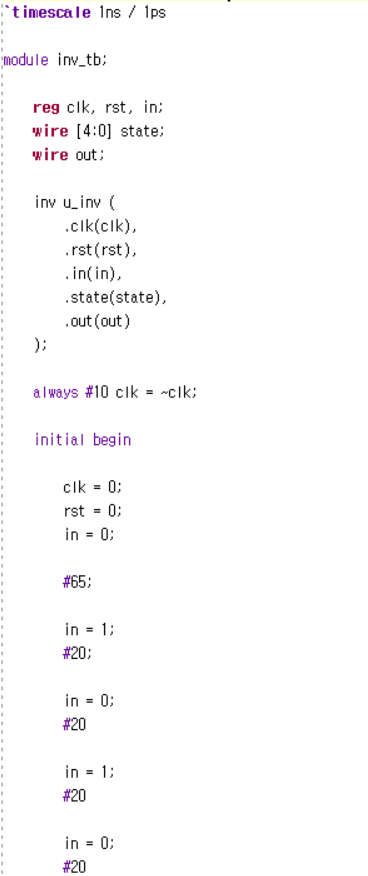 `timescale 1ns / 1ps
module inv_tb;
reg clk, rst, in;
wire [4:0] state;
wire out;
inv u_inv (
.clk(clk),
.rst(rst),
.in(in),
.state(state),
.out(out)
);
always #10 clk = ~clk;
initial begin
clk = 0;
rst = 0;
in = 0;
#65;
in = 1;
#20;
in = 0;
#20
in = 1;
#20
in = 0;
#20